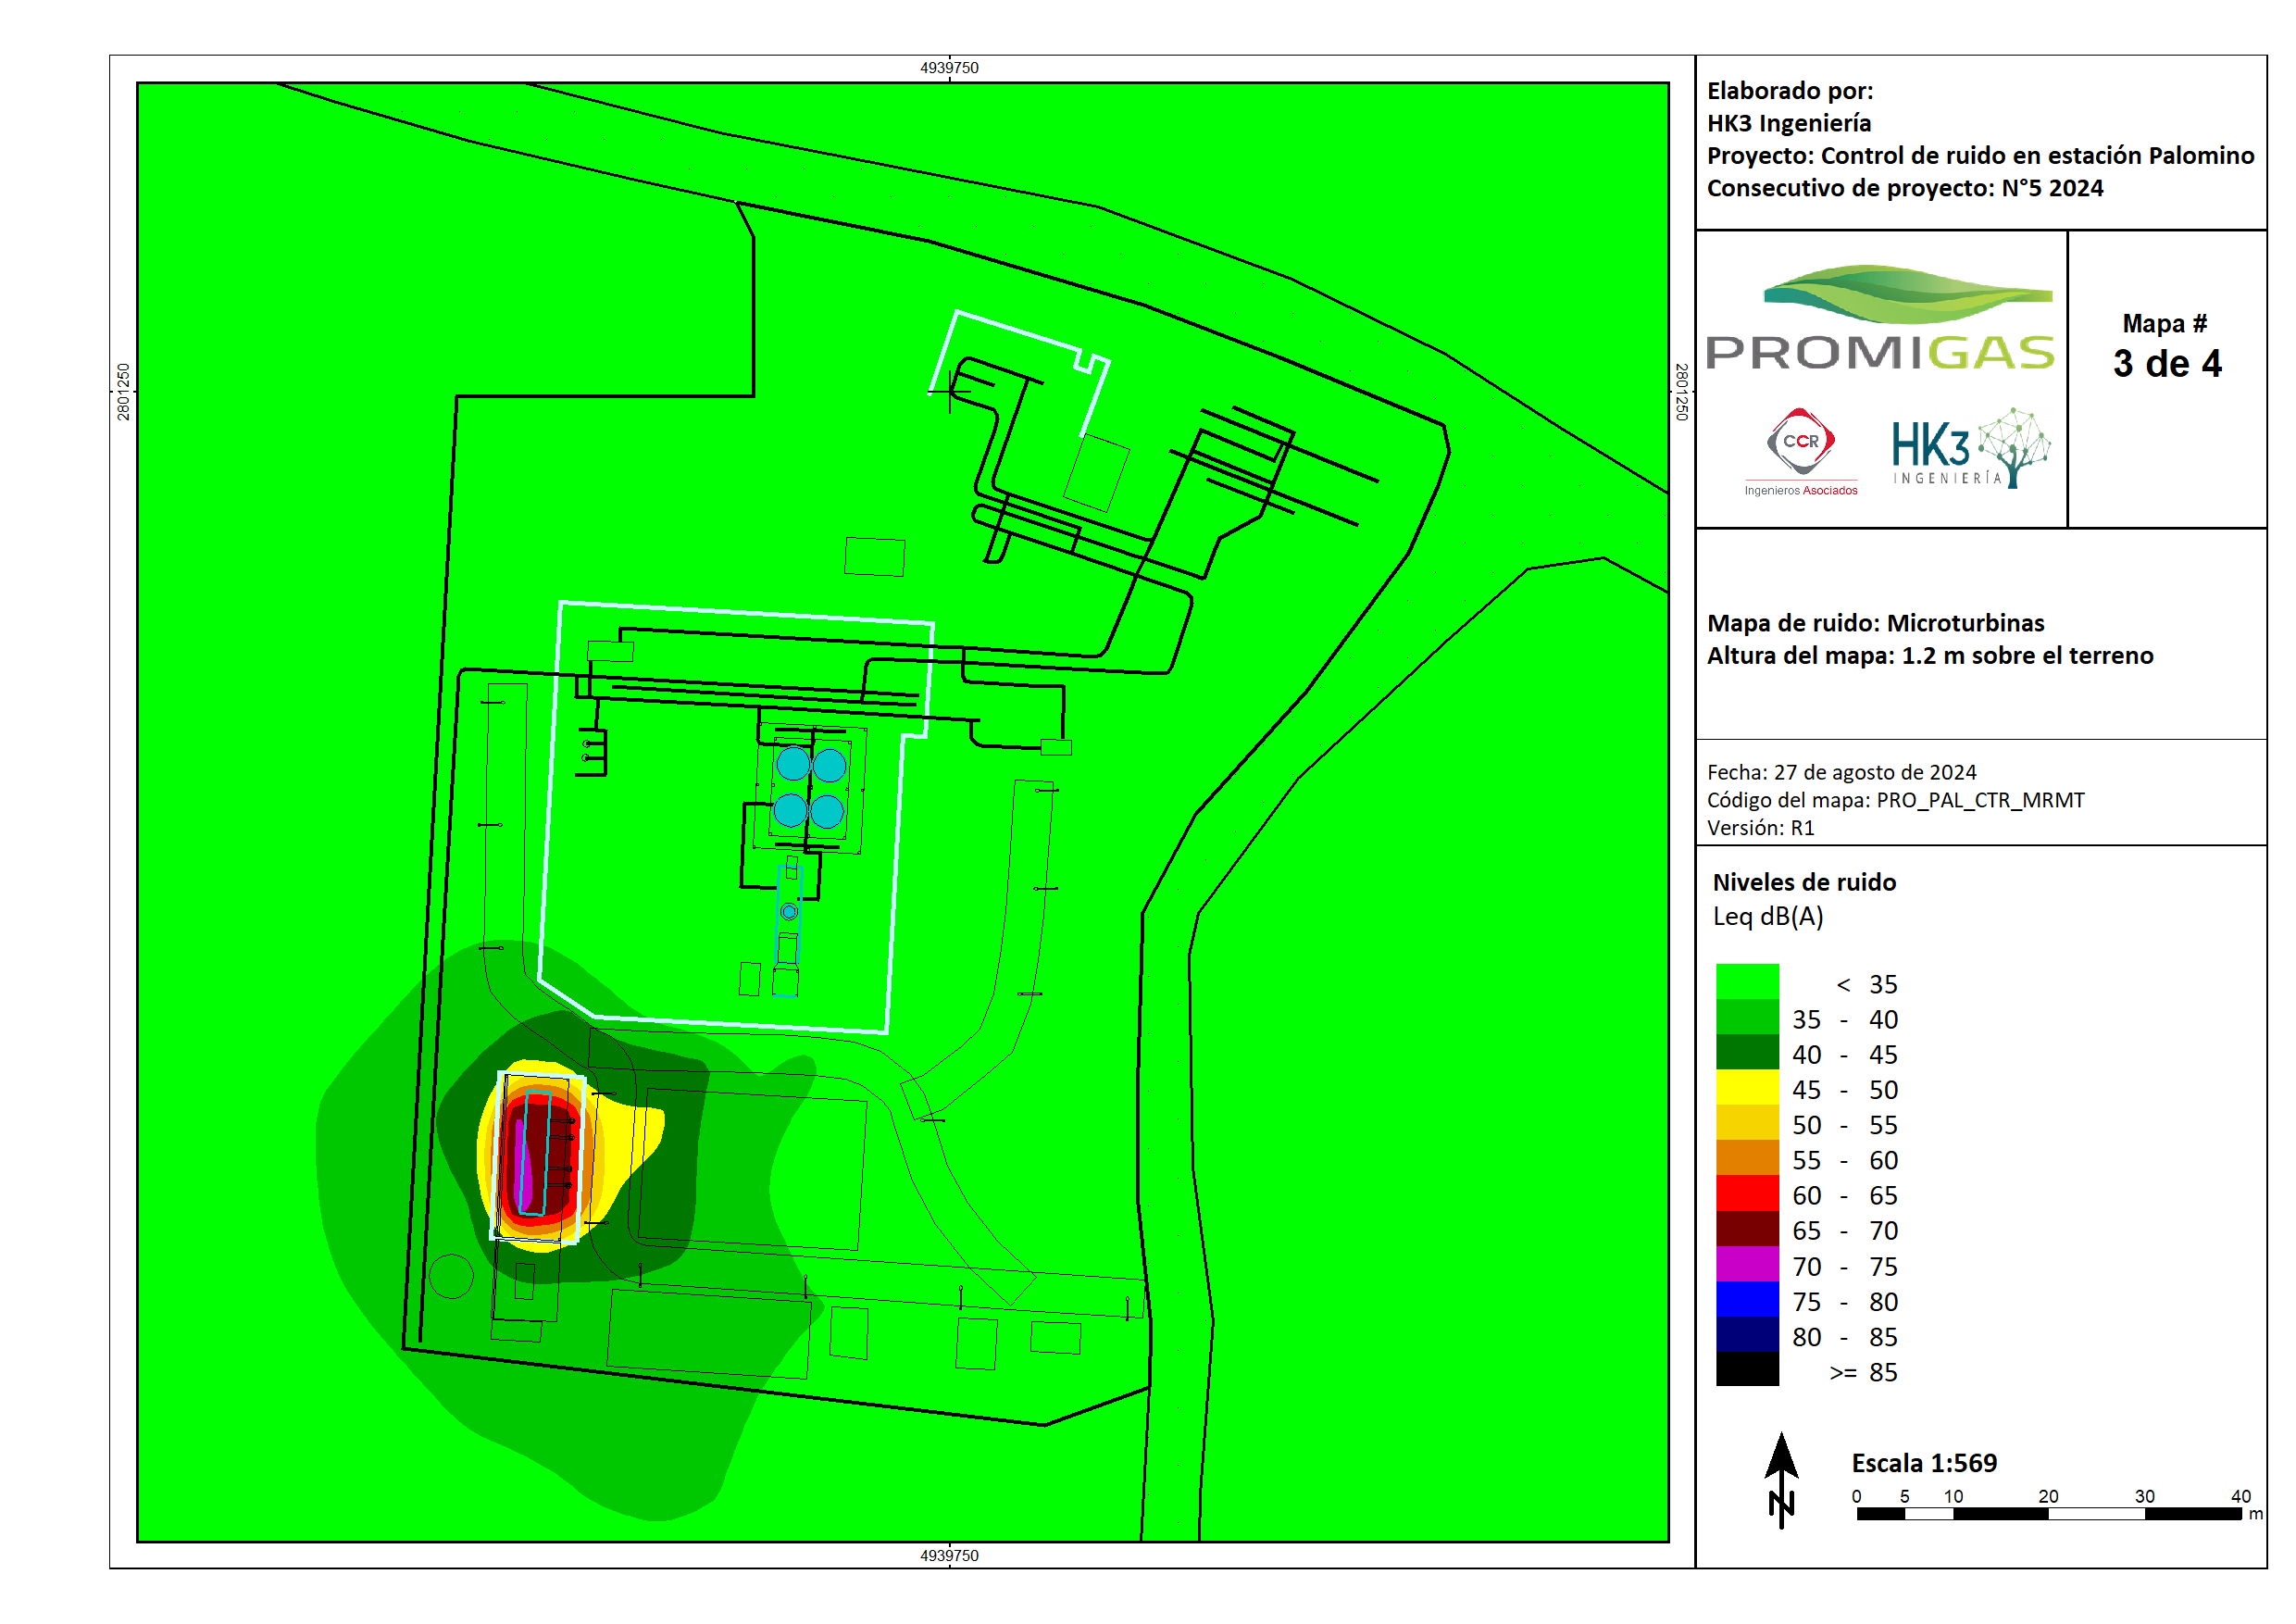 4939750
2801250
2801250
4939750
Elaborado por:
HK3 Ingeniería
Proyecto: Control de ruido en estación Palomino
Consecutivo de proyecto: N°5 2024
PROMIGAS
CCR
Ingenieros Asociados
HK3
INGENIERÍA
Mapa #
3 de 4
Mapa de ruido: Microturbinas
Altura del mapa: 1.2 m sobre el terreno
Fecha: 27 de agosto de 2024
Código del mapa: PRO_PAL_CTR_MRMT
Versión: R1
Niveles de ruido
Leq dB(A)
< 35
35 - 40
40 - 45
45 - 50
50 - 55
55 - 60
60 - 65
65 - 70
70 - 75
75 - 80
80 - 85
>= 85
N
Escala 1:569
0 5 10 20 30 40
m